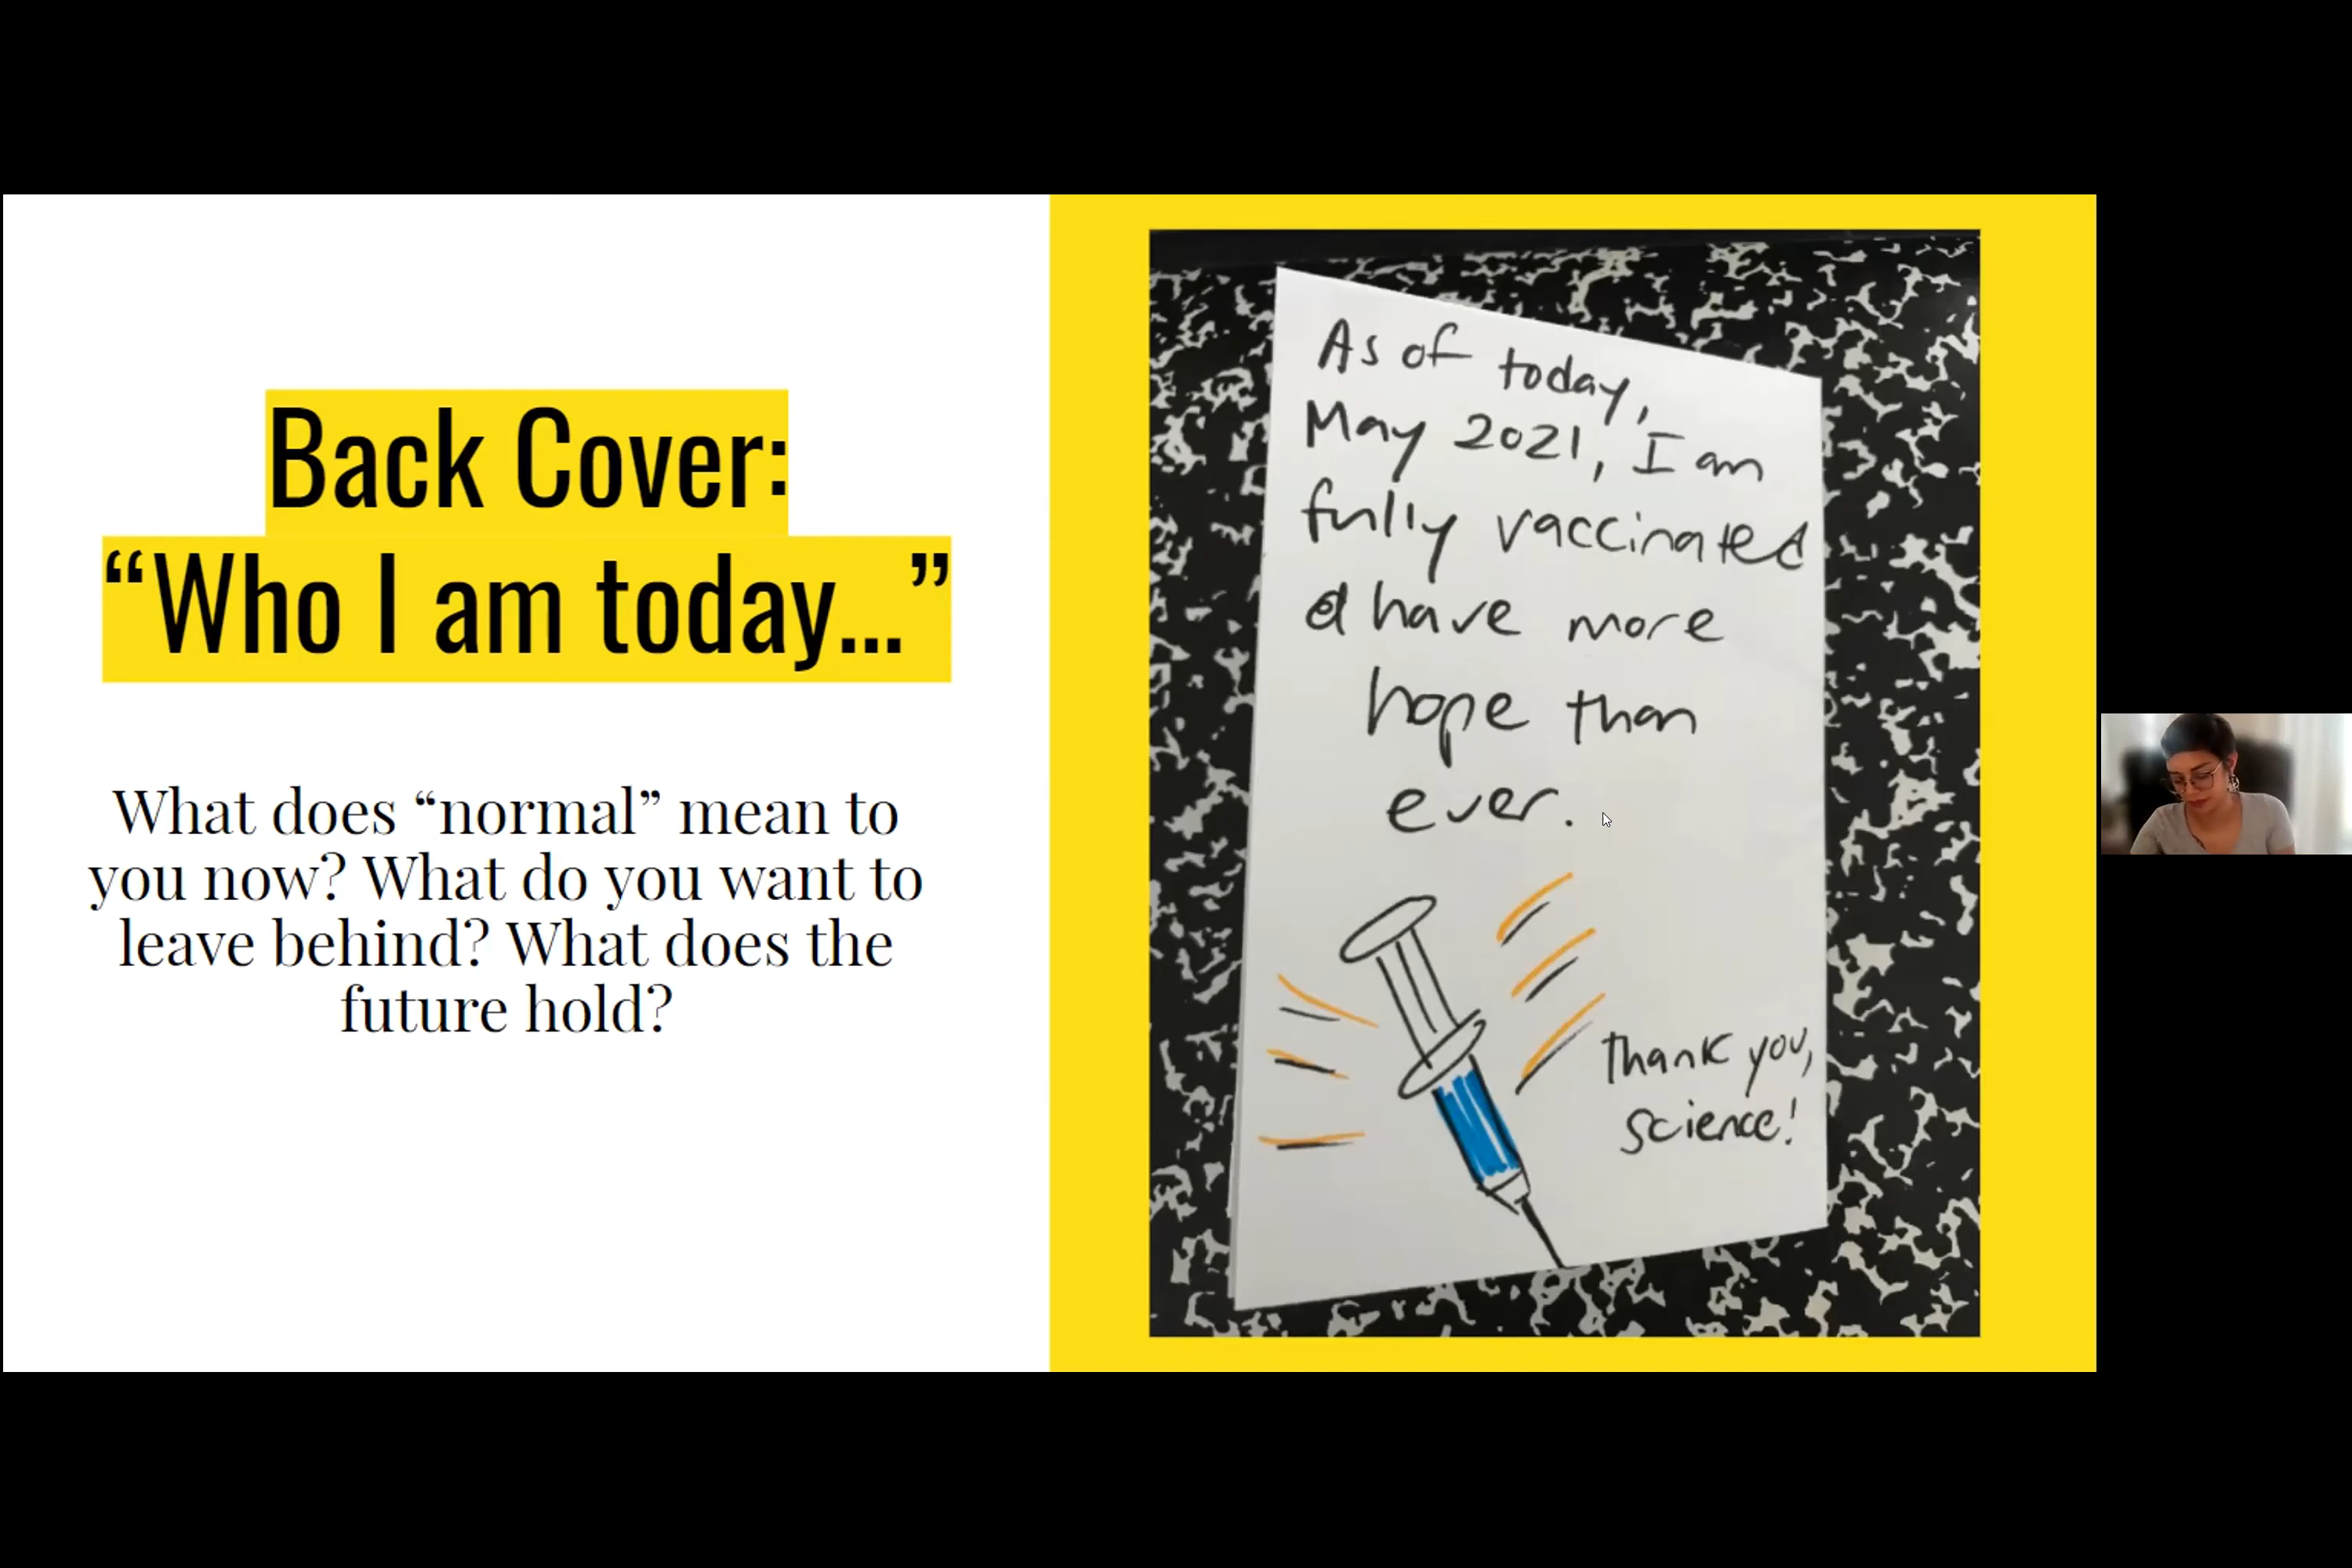 Back Cover:
“Who I am today...”
What does “normal” mean to
you now? What do you want to
leave behind? What does the
future hold?
As of today,
May 2021, I am
fully vaccinated
& have more
hope than
ever.
Thank you,
science!